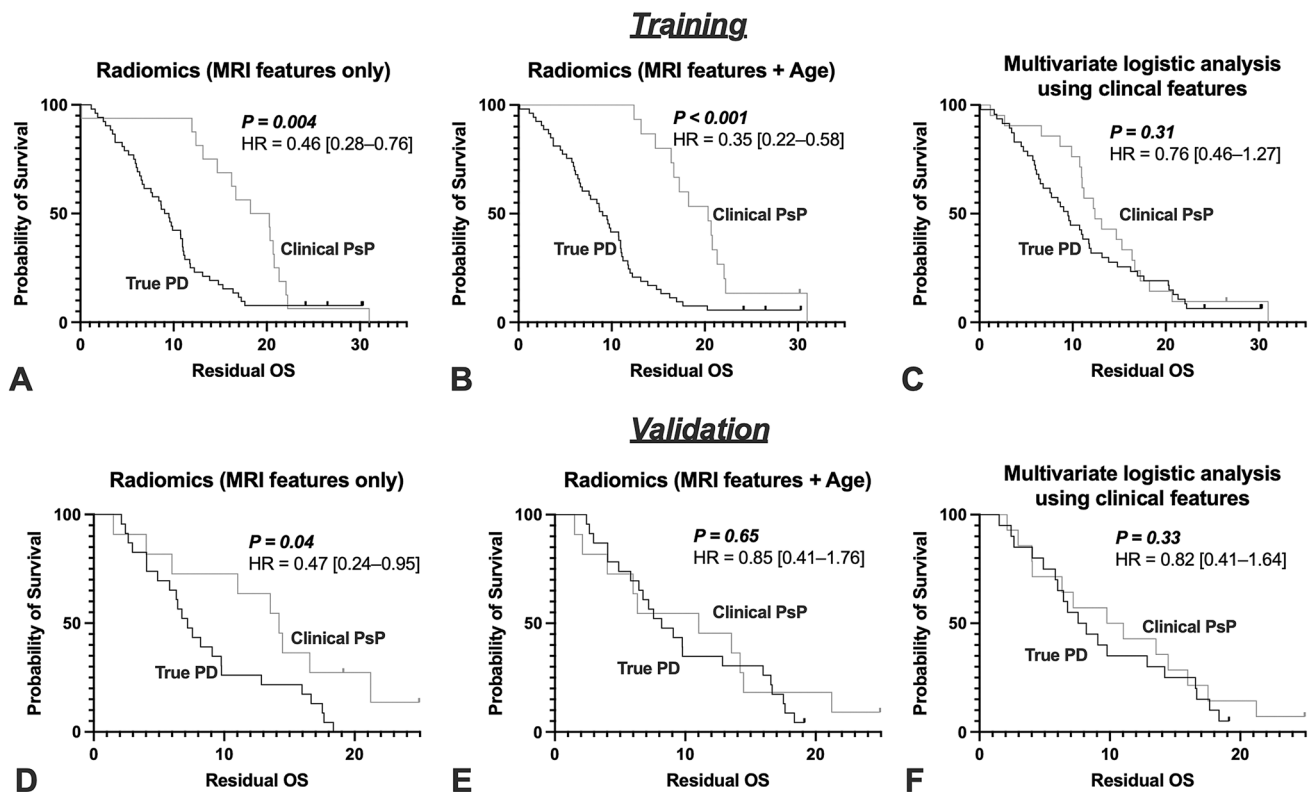 Training
Radiomics (MRI features only)
Probability of Survival
100
50
0
0 10 20 30
Residual OS
P = 0.004
HR = 0.46 [0.28–0.76]
Clinical PsP
True PD
A
Radiomics (MRI features + Age)
Probability of Survival
100
50
0
0 10 20 30
Residual OS
P < 0.001
HR = 0.35 [0.22–0.58]
Clinical PsP
True PD
B
Multivariate logistic analysis
using clincal features
Probability of Survival
100
50
0
0 10 20 30
Residual OS
P = 0.31
HR = 0.76 [0.46–1.27]
Clinical PsP
True PD
C
Validation
Radiomics (MRI features only)
Probability of Survival
100
50
0
0 10 20
Residual OS
P = 0.04
HR = 0.47 [0.24–0.95]
Clinical PsP
True PD
D
Radiomics (MRI features + Age)
Probability of Survival
100
50
0
0 10 20
Residual OS
P = 0.65
HR = 0.85 [0.41–1.76]
Clinical PsP
True PD
E
Multivariate logistic analysis
using clinical features
Probability of Survival
100
50
0
0 10 20
Residual OS
P = 0.33
HR = 0.82 [0.41–1.64]
Clinical PsP
True PD
F